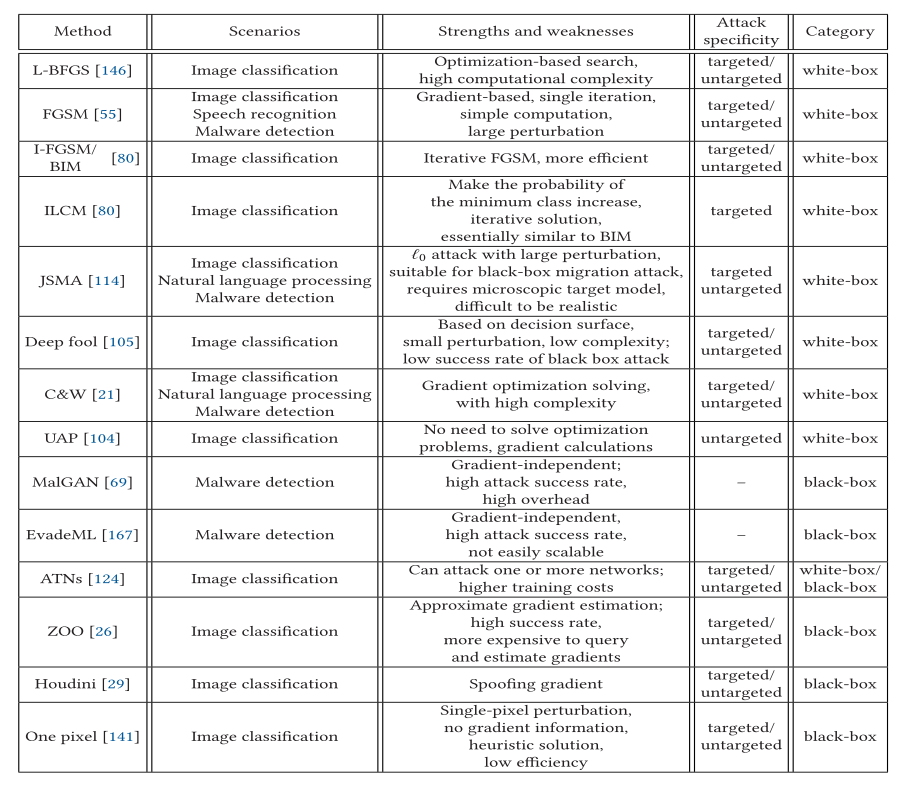 Method Scenarios Strengths and weaknesses Attack specificity Category
L-BFGS [146] Image classification Optimization-based search, high computational complexity targeted/ untargeted white-box
FGSM [55] Image classification Speech recognition Malware detection Gradient-based, single iteration, simple computation, large perturbation targeted/ untargeted white-box
I-FGSM/ BIM [80] Image classification Iterative FGSM, more efficient targeted/ untargeted white-box
ILCM [80] Image classification Make the probability of the minimum class increase, iterative solution, essentially similar to BIM targeted white-box
JSMA [114] Image classification Natural language processing Malware detection ℓ0 attack with large perturbation, suitable for black-box migration attack, requires microscopic target model, difficult to be realistic targeted untargeted white-box
Deep fool [105] Image classification Based on decision surface, small perturbation, low complexity; low success rate of black box attack targeted/ untargeted white-box
C&W [21] Image classification Natural language processing Malware detection Gradient optimization solving, with high complexity targeted/ untargeted white-box
UAP [104] Image classification No need to solve optimization problems, gradient calculations untargeted white-box
MalGAN [69] Malware detection Gradient-independent; high attack success rate, high overhead – black-box
EvadeML [167] Malware detection Gradient-independent, high attack success rate, not easily scalable – black-box
ATNs [124] Image classification Can attack one or more networks; higher training costs targeted/ untargeted white-box/ black-box
ZOO [26] Image classification Approximate gradient estimation; high success rate, more expensive to query and estimate gradients targeted/ untargeted black-box
Houdini [29] Image classification Spoofing gradient targeted/ untargeted black-box
One pixel [141] Image classification Single-pixel perturbation, no gradient information, heuristic solution, low efficiency targeted/ untargeted black-box